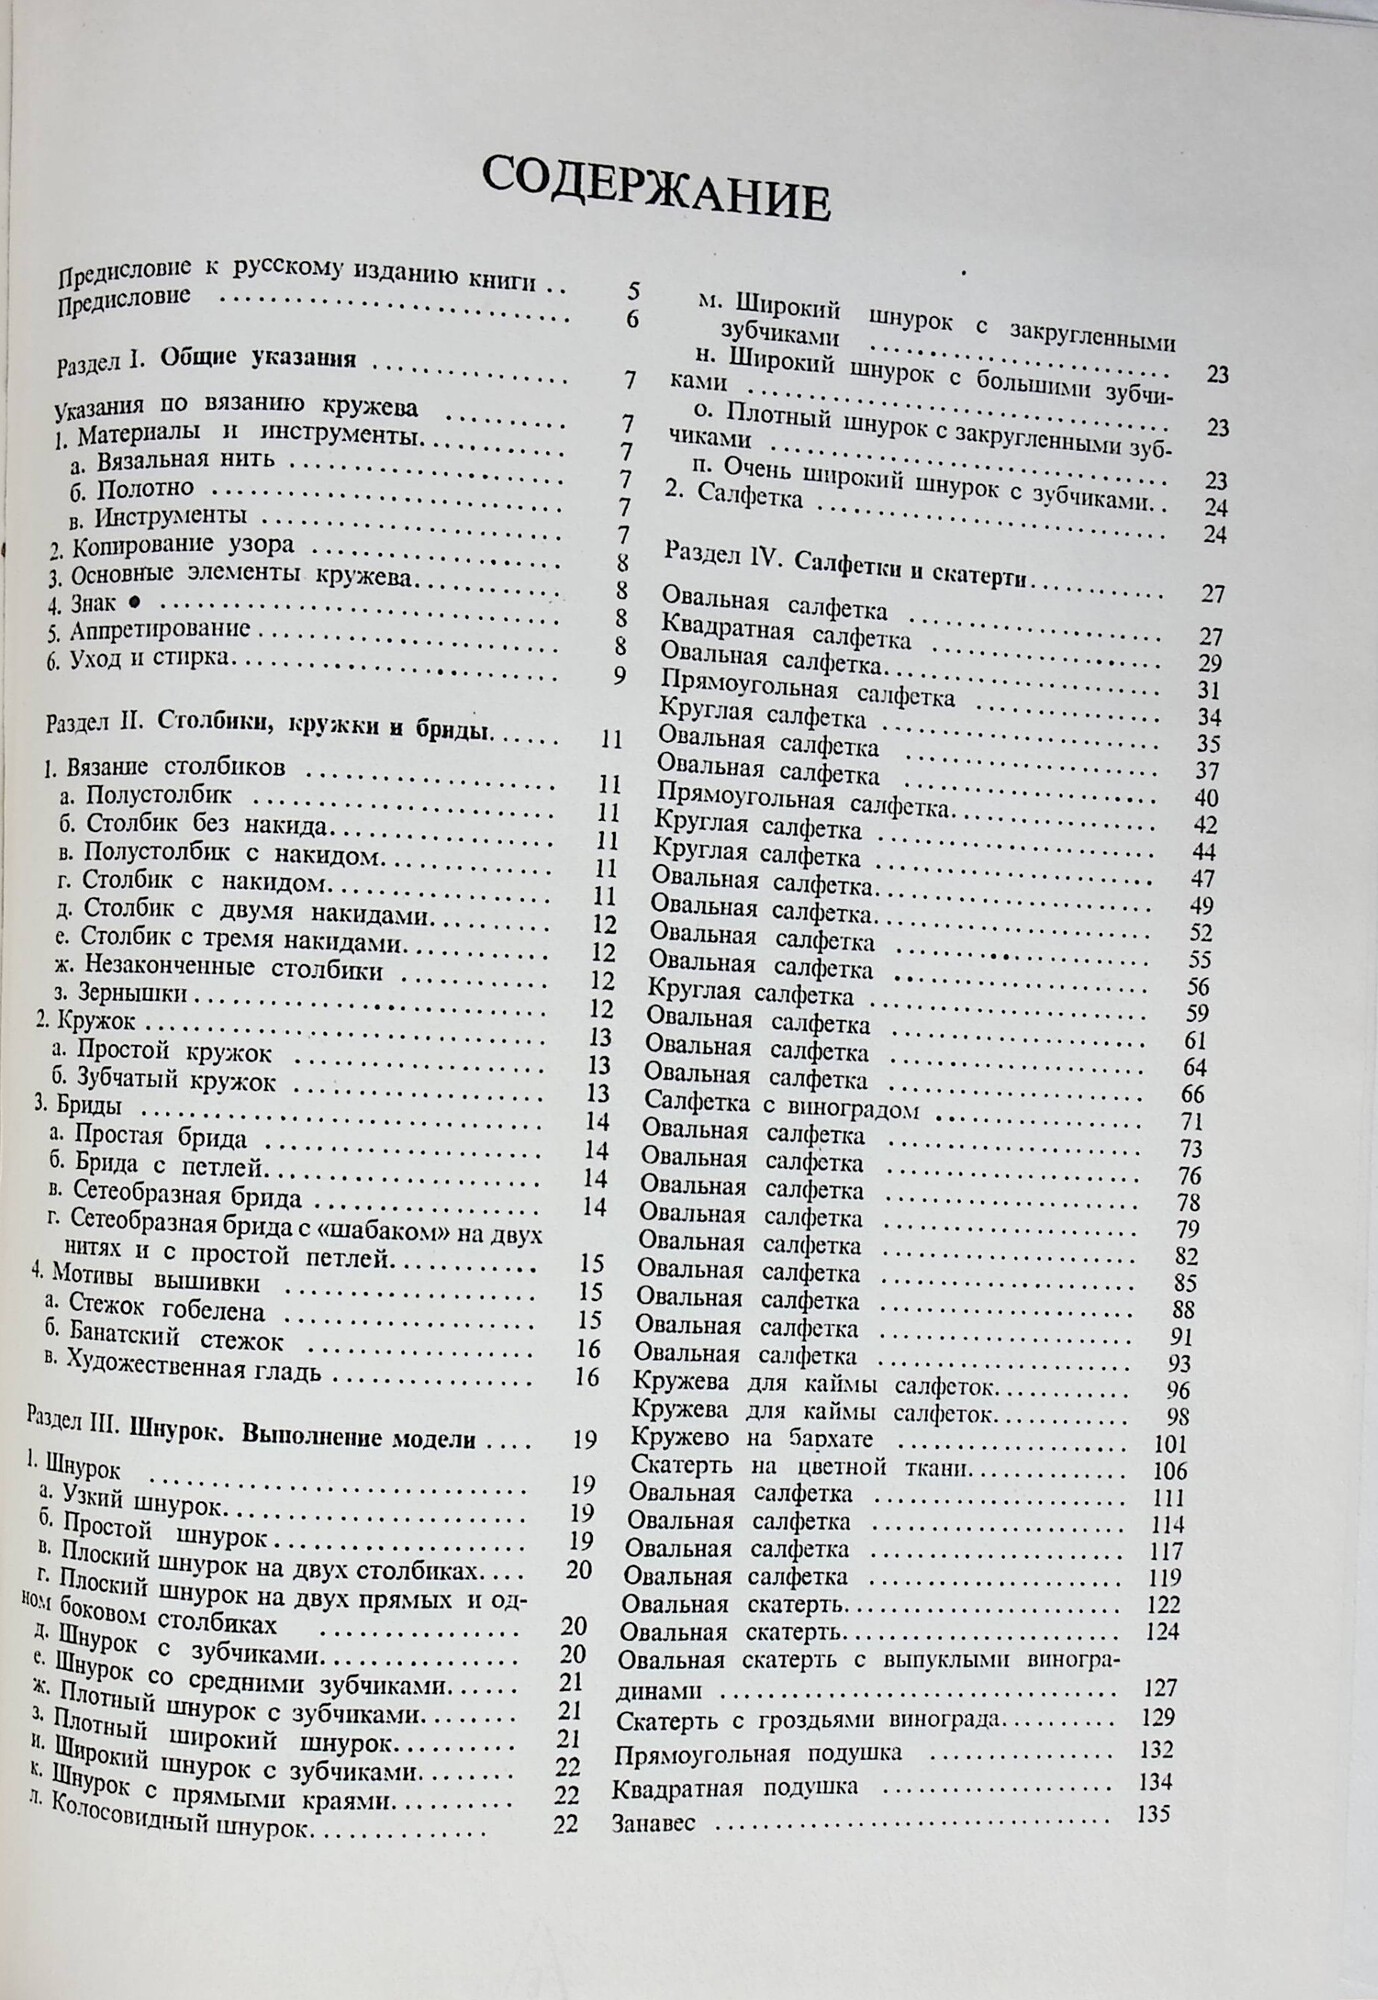 СОДЕРЖАНИЕ
Предисловие к русскому изданию книги .. 5
Предисловие .......................... 6
Раздел I. Общие указания ............... 7
Указания по вязанию кружева ......... 7
1. Материалы и инструменты........... 7
а. Вязальная нить .................... 7
б. Полотно .......................... 7
в. Инструменты ...................... 7
2. Копирование узора ................. 8
3. Основные элементы кружева.......... 8
4. Знак ● ........................... 8
5. Аппретирование .................... 8
6. Уход и стирка...................... 9
Раздел II. Столбики, кружки и бриды...... 11
1. Вязание столбиков ................. 11
а. Полустолбик ...................... 11
б. Столбик без накида................ 11
в. Полустолбик с накидом............. 11
г. Столбик с накидом................. 11
д. Столбик с двумя накидами.......... 12
е. Столбик с тремя накидами.......... 12
ж. Незаконченные столбики ........... 12
з. Зернышки......................... 12
2. Кружок ........................... 13
а. Простой кружок ................... 13
б. Зубчатый кружок .................. 13
3. Бриды ............................ 14
а. Простая брида .................... 14
б. Брида с петлей.................... 14
в. Сетеобразная брида ............... 14
г. Сетеобразная брида с «шабаком» на двух
нитях и с простой петлей............ 15
4. Мотивы вышивки .................. 15
а. Стежок гобелена .................. 15
б. Банатский стежок ................. 16
в. Художественная гладь ............. 16
Раздел III. Шнурок. Выполнение модели .... 19
1. Шнурок .......................... 19
а. Узкий шнурок..................... 19
б. Простой шнурок................... 19
в. Плоский шнурок на двух столбиках.... 20
г. Плоский шнурок на двух прямых и од-
ном боковом столбиках ............... 20
д. Шнурок с зубчиками............... 20
е. Шнурок со средними зубчиками...... 21
ж. Плотный шнурок с зубчиками........ 21
з. Плотный широкий шнурок.......... 21
и. Широкий шнурок с зубчиками........ 22
к. Шнурок с прямыми краями.......... 22
л. Колосовидный шнурок.............. 22
м. Широкий шнурок с закругленными
зубчиками ....................... 23
н. Широкий шнурок с большими зубчи-
ками ............................ 23
о. Плотный шнурок с закругленными зуб-
чиками .......................... 23
п. Очень широкий шнурок с зубчиками.. 24
2. Салфетка ......................... 24
Раздел IV. Салфетки и скатерти........... 27
Овальная салфетка ................... 27
Квадратная салфетка ................. 29
Овальная салфетка.................... 31
Прямоугольная салфетка .............. 34
Круглая салфетка .................... 35
Овальная салфетка ................... 37
Овальная салфетка ................... 40
Прямоугольная салфетка............... 42
Круглая салфетка .................... 44
Круглая салфетка .................... 47
Овальная салфетка.................... 49
Овальная салфетка.................... 52
Овальная салфетка ................... 55
Овальная салфетка ................... 56
Круглая салфетка .................... 59
Овальная салфетка ................... 61
Овальная салфетка ................... 64
Овальная салфетка ................... 66
Салфетка с виноградом ............... 71
Овальная салфетка ................... 73
Овальная салфетка ................... 76
Овальная салфетка ................... 78
Овальная салфетка ................... 79
Овальная салфетка ................... 82
Овальная салфетка ................... 85
Овальная салфетка ................... 88
Овальная салфетка ................... 91
Овальная салфетка ................... 93
Кружева для каймы салфеток........... 96
Кружева для каймы салфеток........... 98
Кружево на бархате .................. 101
Скатерть на цветной ткани............ 106
Овальная салфетка ................... 111
Овальная салфетка ................... 114
Овальная салфетка ................... 117
Овальная салфетка ................... 119
Овальная скатерть.................... 122
Овальная скатерть.................... 124
Овальная скатерть с выпуклыми виногра-
динами ............................. 127
Скатерть с гроздьями винограда.......... 129
Прямоугольная подушка .............. 132
Квадратная подушка ................. 134
Занавес ............................ 135